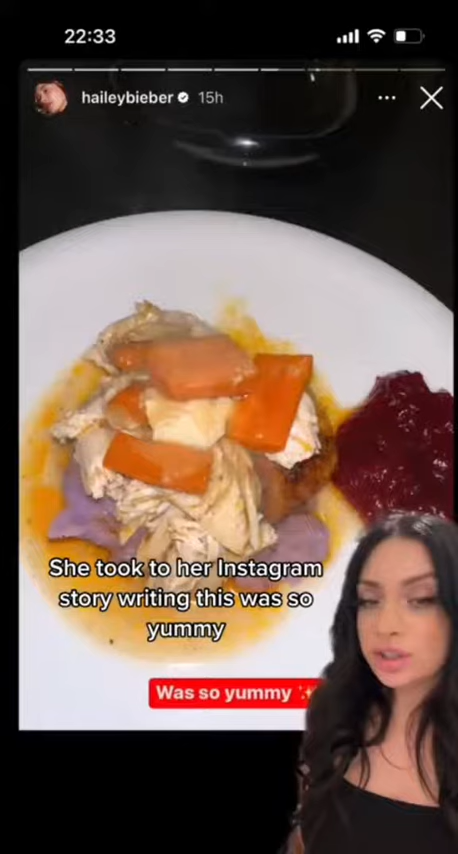 22:33
haileybieber 15h
She took to her Instagram
story writing this was so
yummy
Was so yummy ✨